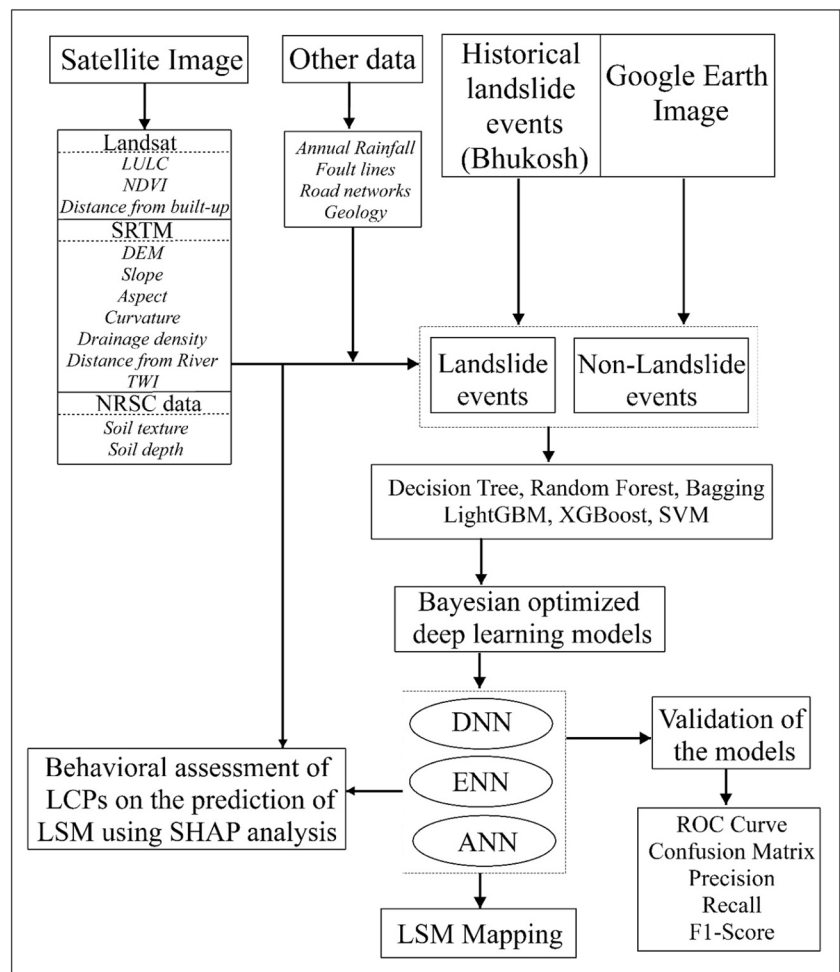 Satellite Image
Landsat
LULC
NDVI
Distance from built-up
SRTM
DEM
Slope
Aspect
Curvature
Drainage density
Distance from River
TWI
NRSC data
Soil texture
Soil depth
Other data
Annual Rainfall
Foult lines
Road networks
Geology
Historical
landslide
events
(Bhukosh)
Google Earth
Image
Landslide
events
Non-Landslide
events
Decision Tree, Random Forest, Bagging
LightGBM, XGBoost, SVM
Bayesian optimized
deep learning models
DNN
ENN
ANN
Behavioral assessment of
LCPs on the prediction of
LSM using SHAP analysis
LSM Mapping
Validation of
the models
ROC Curve
Confusion Matrix
Precision
Recall
F1-Score